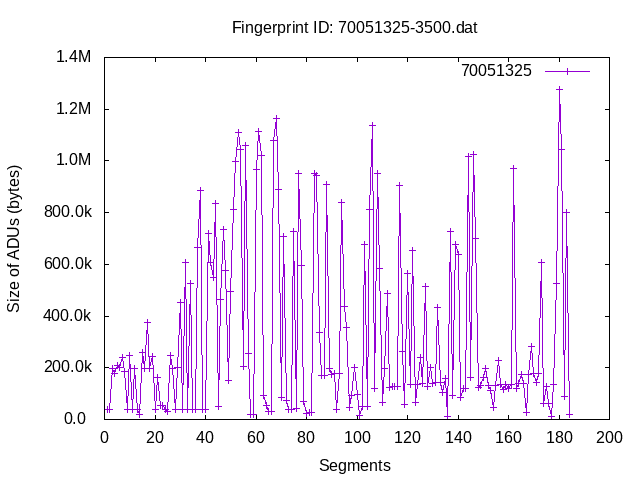 Fingerprint ID: 70051325-3500.dat
70051325
1.4M
1.2M
1.0M
800.0k
600.0k
400.0k
200.0k
0.0
Size of ADUs (bytes)
0 20 40 60 80 100 120 140 160 180 200
Segments